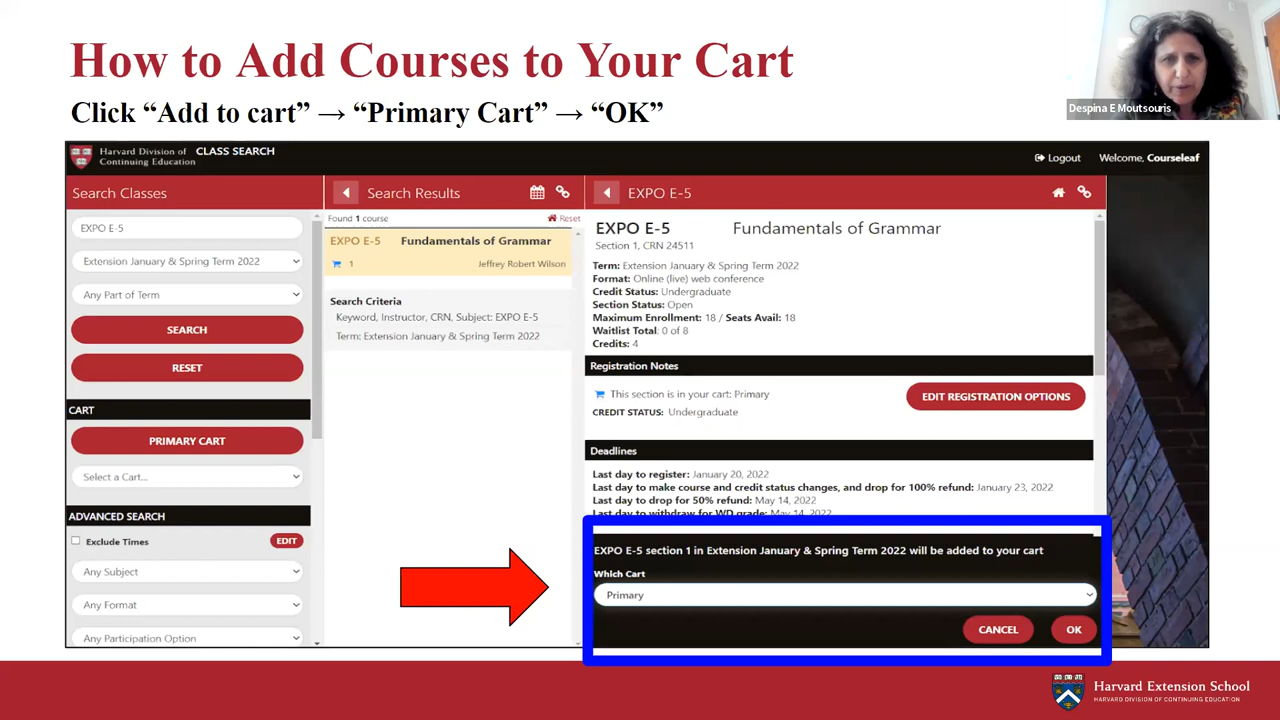 How to Add Courses to Your Cart
Click “Add to cart” → “Primary Cart” → “OK”
Despina E Moutsouris
Harvard Division of
Continuing Education
CLASS SEARCH
Logout
Welcome, Courseleaf
Search Classes
EXPO E-5
Extension January & Spring Term 2022
Any Part of Term
SEARCH
RESET
CART
PRIMARY CART
Select a Cart...
ADVANCED SEARCH
Exclude Times
EDIT
Any Subject
Any Format
Any Participation Option
Search Results
Found 1 course
Reset
EXPO E-5 Fundamentals of Grammar
1 Jeffrey Robert Wilson
Search Criteria
Keyword, Instructor, CRN, Subject: EXPO E-5
Term: Extension January & Spring Term 2022
EXPO E-5
EXPO E-5 Fundamentals of Grammar
Section 1, CRN 24511
Term: Extension January & Spring Term 2022
Format: Online (live) web conference
Credit Status: Undergraduate
Section Status: Open
Maximum Enrollment: 18 / Seats Avail: 18
Waitlist Total: 0 of 8
Credits: 4
Registration Notes
This section is in your cart: Primary
CREDIT STATUS: Undergraduate
EDIT REGISTRATION OPTIONS
Deadlines
Last day to register: January 20, 2022
Last day to make course and credit status changes, and drop for 100% refund: January 23, 2022
Last day to drop for 50% refund: May 14, 2022
Last day to withdraw for WD grade: May 14, 2022
EXPO E-5 section 1 in Extension January & Spring Term 2022 will be added to your cart
Which Cart
Primary
CANCEL
OK
Harvard Extension School
HARVARD DIVISION OF CONTINUING EDUCATION